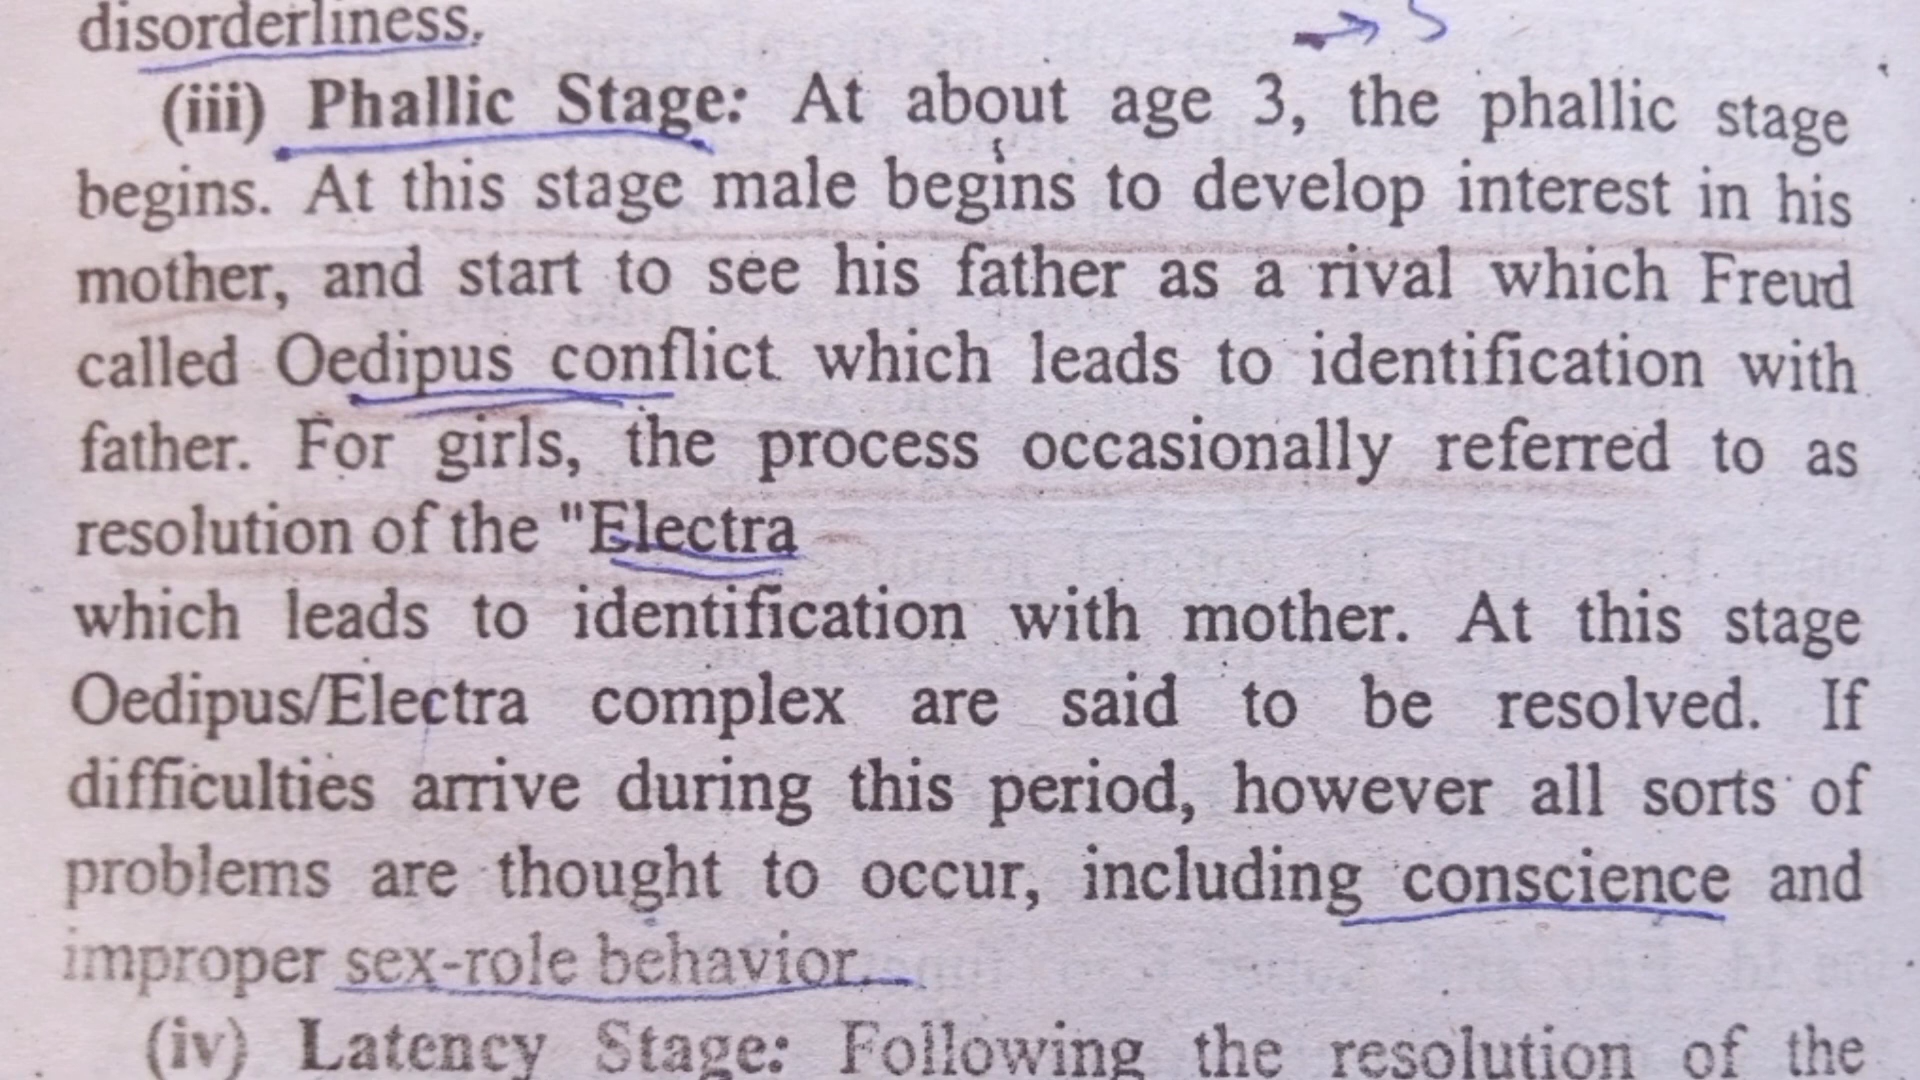 disorderliness.
(iii) Phallic Stage: At about age 3, the phallic stage
begins. At this stage male begins to develop interest in his
mother, and start to see his father as a rival which Freud
called Oedipus conflict which leads to identification with
father. For girls, the process occasionally referred to as
resolution of the "Electra
which leads to identification with mother. At this stage
Oedipus/Electra complex are said to be resolved. If
difficulties arrive during this period, however all sorts of
problems are thought to occur, including conscience and
improper sex-role behavior.
(iv) Latency Stage: Following the resolution of the